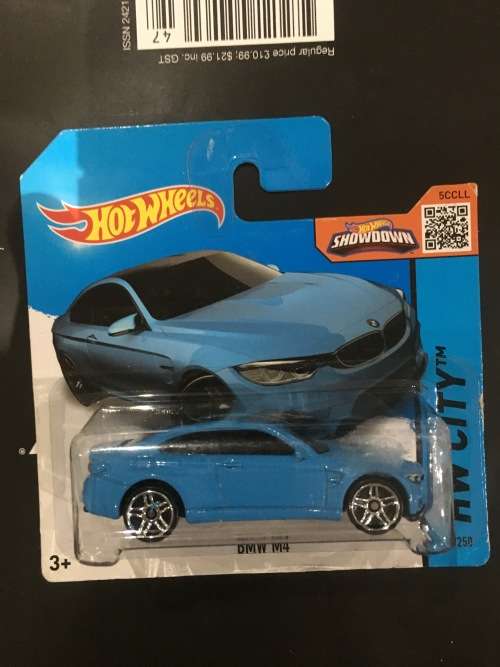 ISSN 2421
47
Regular price £10.99; $21.99 inc. GST
HOT WHEELS
5CCLL
Hot Wheels
SHOWDOWN
HW CITY™
/250
BMW M4
3+